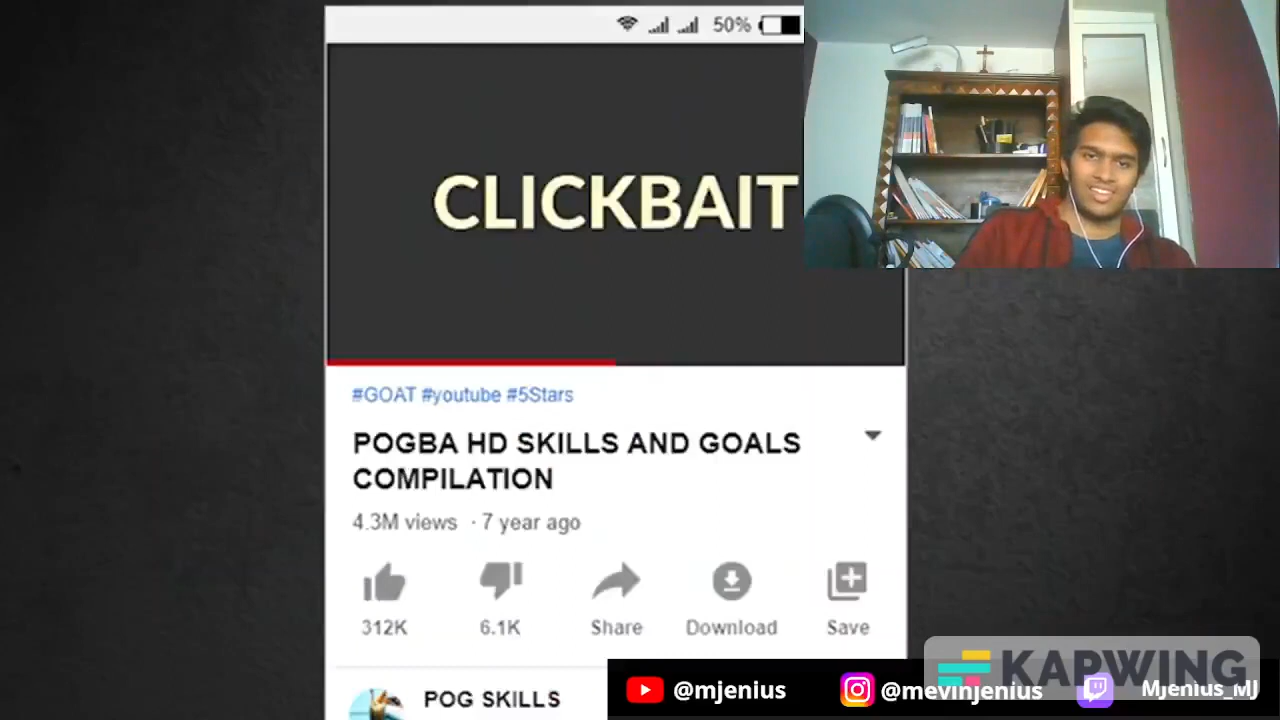 50%
CLICKBAIT
#GOAT #youtube #5Stars
POGBA HD SKILLS AND GOALS
COMPILATION
4.3M views · 7 year ago
312K
6.1K
Share
Download
Save
POG SKILLS
KAPWING
@mjenius
@mevinjenius
Mjenius_MJ